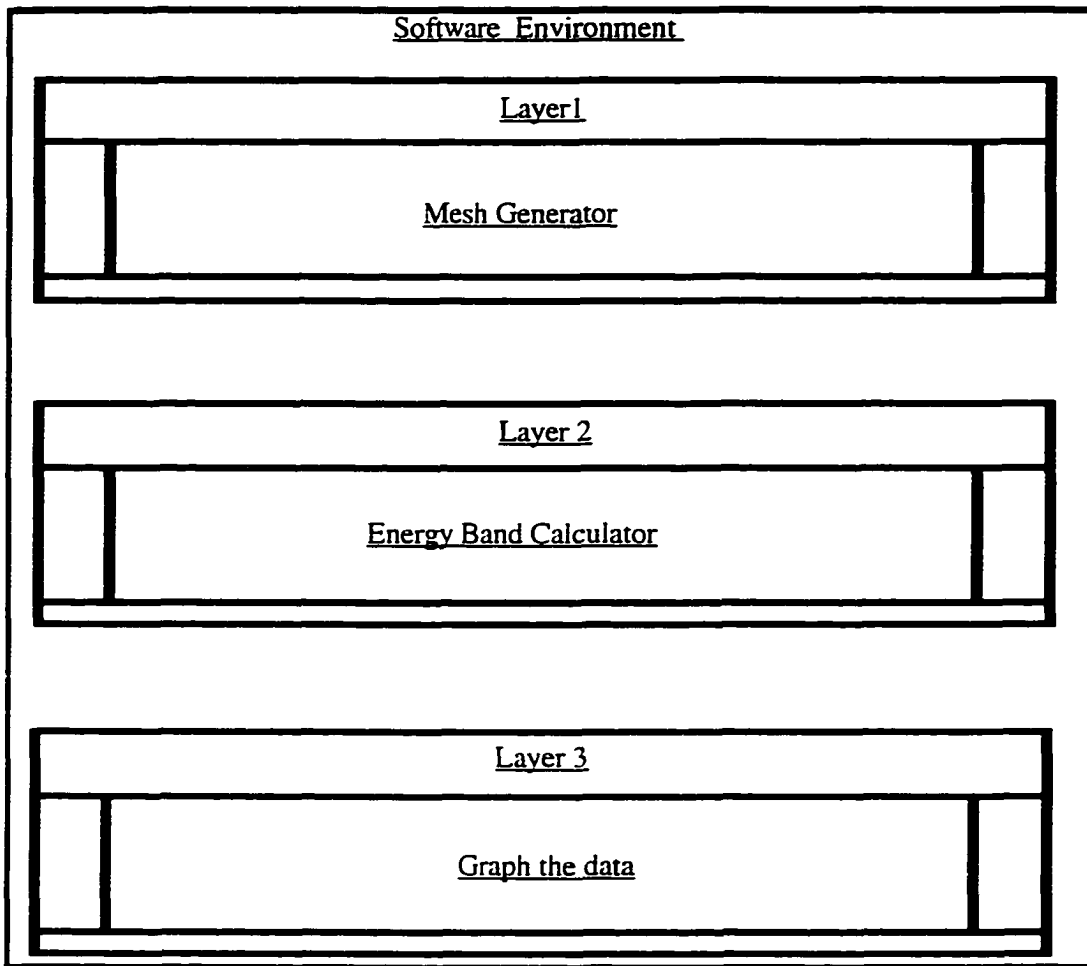 Software Environment
Layer1
Mesh Generator
Layer 2
Energy Band Calculator
Layer 3
Graph the data